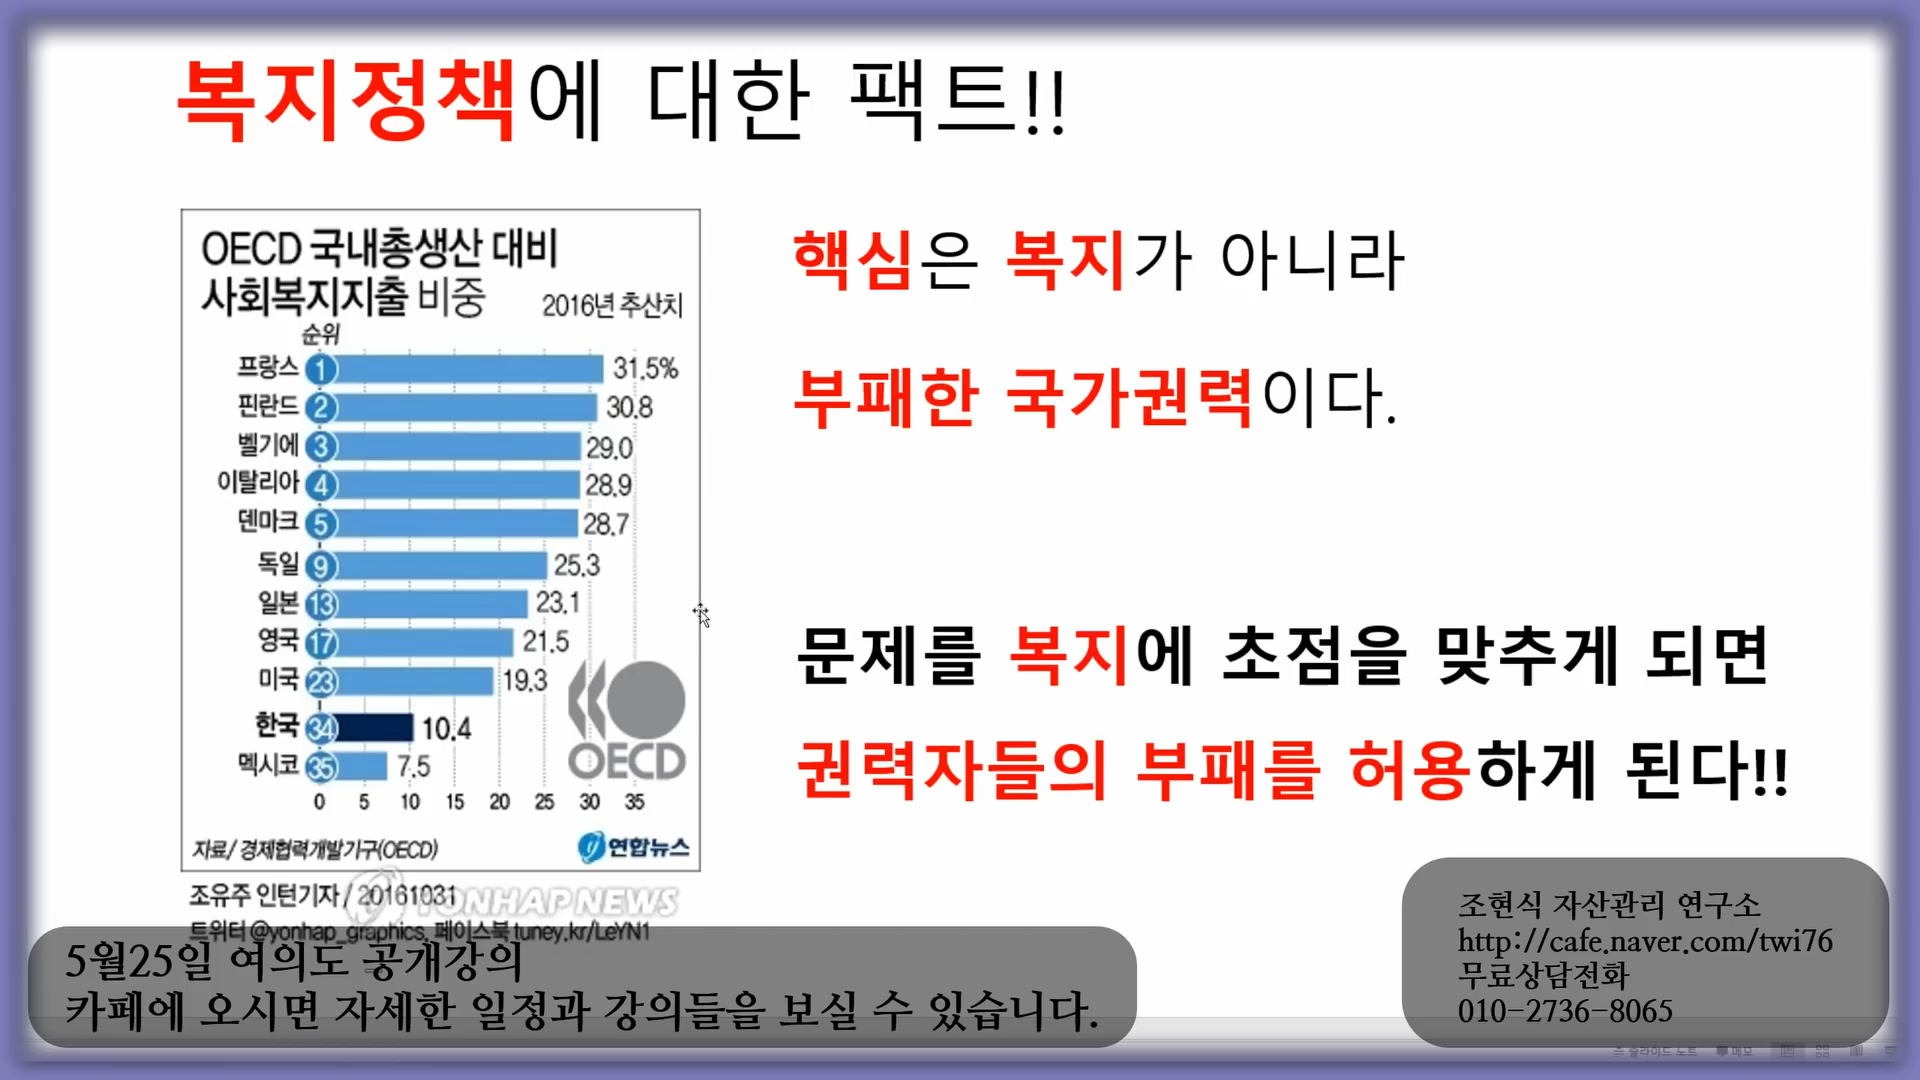 복지정책에 대한 팩트!!
OECD 국내총생산 대비
사회복지지출 비중 2016년 추산치
순위
프랑스 1 31.5%
핀란드 2 30.8
벨기에 3 29.0
이탈리아 4 28.9
덴마크 5 28.7
독일 9 25.3
일본 13 23.1
영국 17 21.5
미국 23 19.3
한국 34 10.4
멕시코 35 7.5
0 5 10 15 20 25 30 35
OECD
자료/ 경제협력개발기구(OECD) 연합뉴스
조유주 인턴기자 / 20161031
YONHAP NEWS
트위터 @yonhap_graphics, 페이스북 tuney.kr/LeYN1
핵심은 복지가 아니라
부패한 국가권력이다.
문제를 복지에 초점을 맞추게 되면
권력자들의 부패를 허용하게 된다!!
5월25일 여의도 공개강의
카페에 오시면 자세한 일정과 강의들을 보실 수 있습니다.
조현식 자산관리 연구소
http://cafe.naver.com/twi76
무료상담전화
010-2736-8065
슬라이드 노트 메모